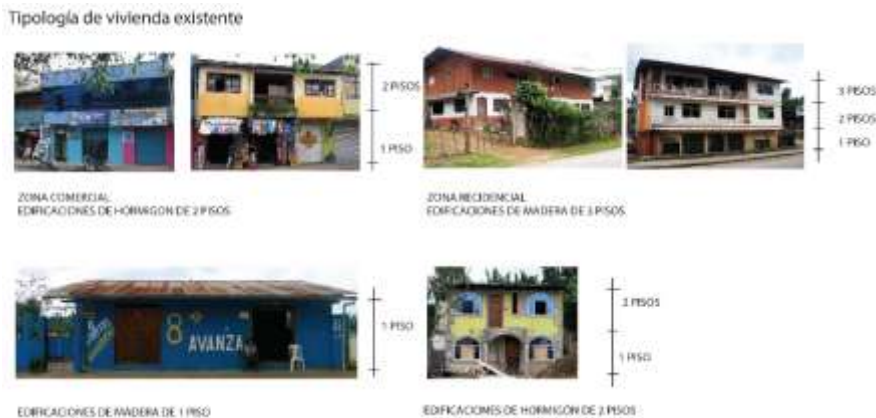 Tipología de vivienda existente
2 PISOS
1 PISO
3 PISOS
2 PISOS
1 PISO
ZONA COMERCIAL
EDIFICACIONES DE HORMIGON DE 2 PISOS
ZONA RECIDENCIAL
EDIFICACIONES DE MADERA DE 3 PISOS
8
AVANZA
1 PISO
2 PISOS
1 PISO
EDIFICACIONES DE MADERA DE 1 PISO
EDIFICACIONES DE HORMIGÓN DE 2 PISOS